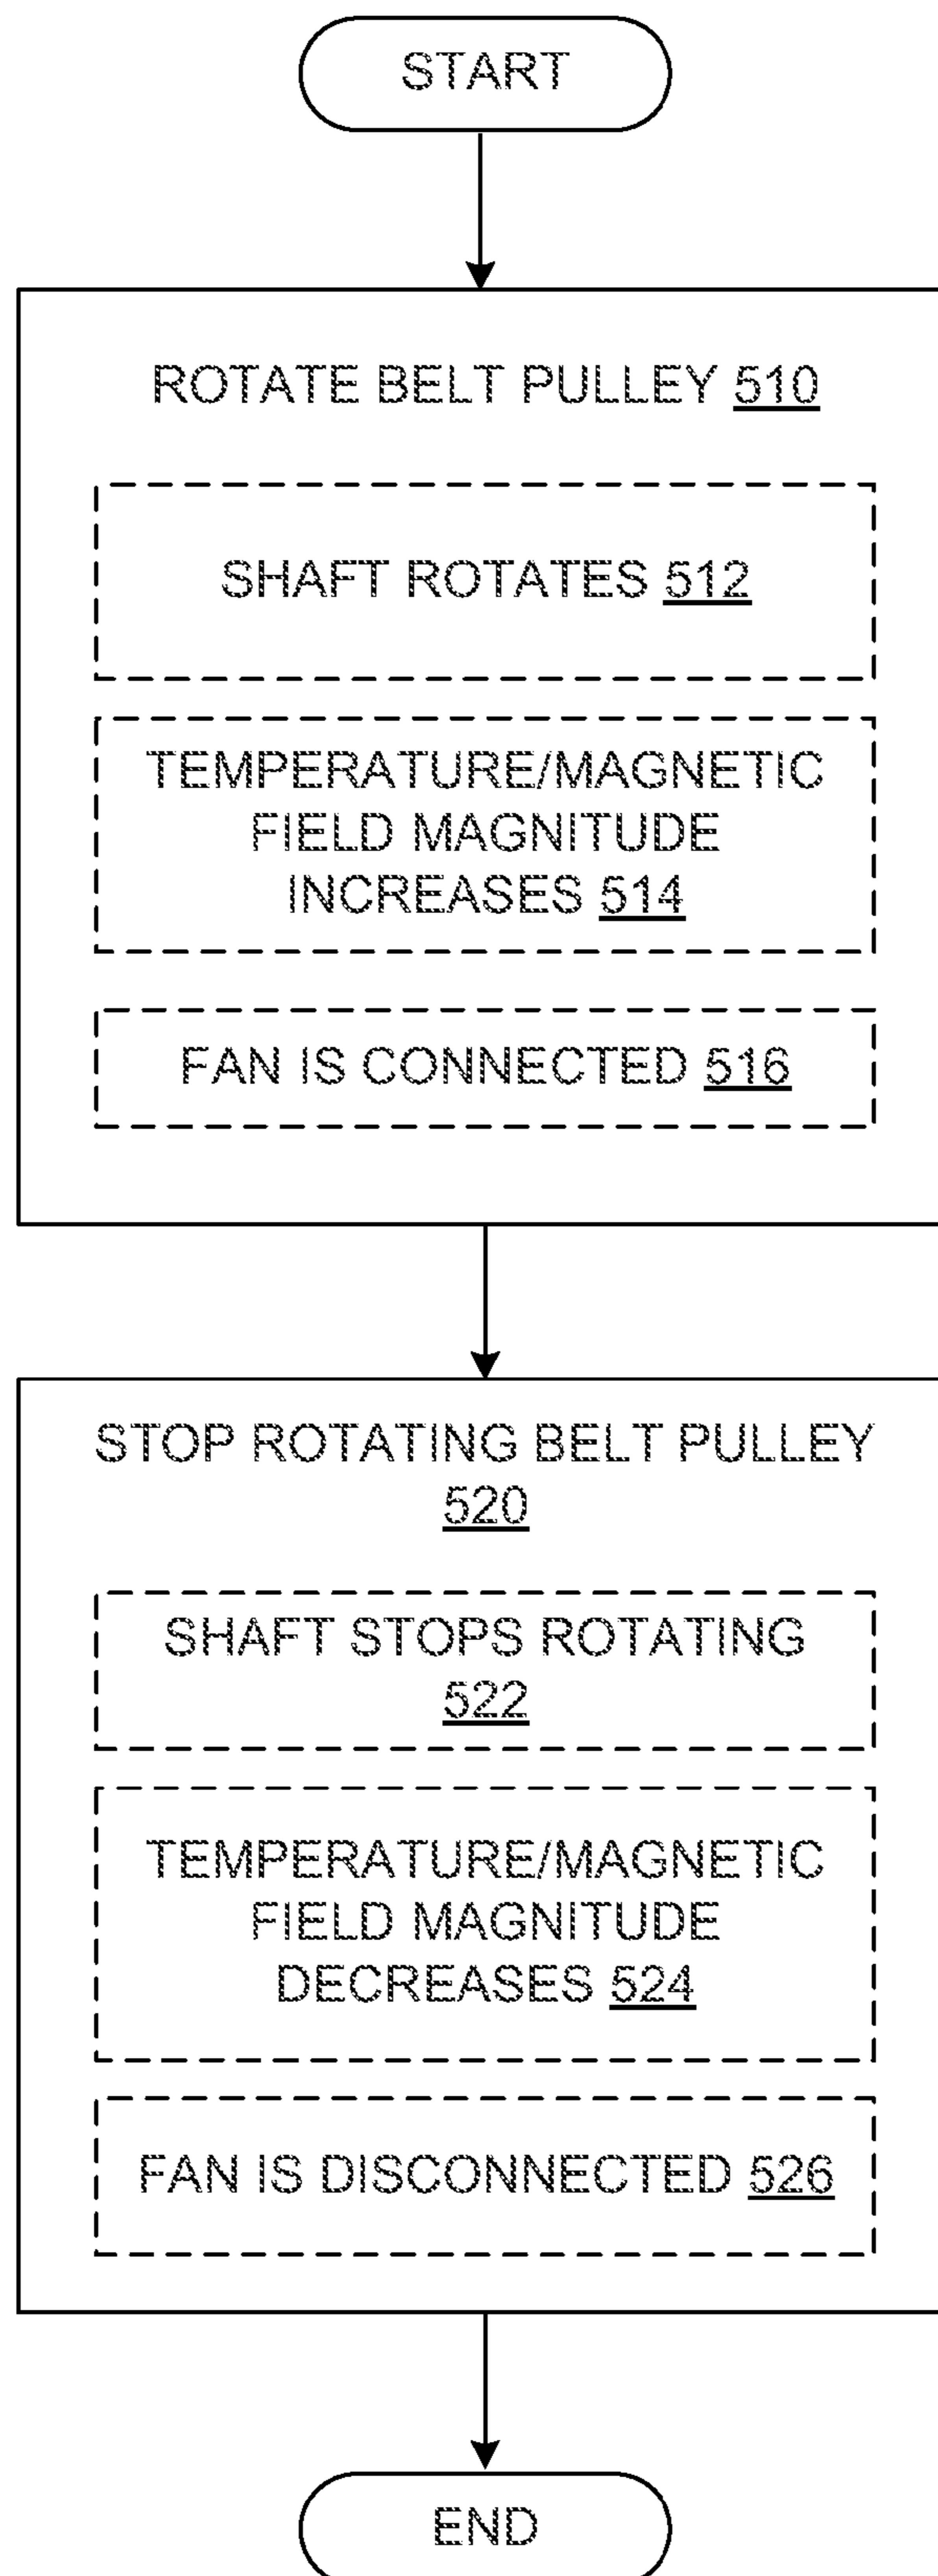 START
ROTATE BELT PULLEY 510
SHAFT ROTATES 512
TEMPERATURE/MAGNETIC
FIELD MAGNITUDE
INCREASES 514
FAN IS CONNECTED 516
STOP ROTATING BELT PULLEY
520
SHAFT STOPS ROTATING
522
TEMPERATURE/MAGNETIC
FIELD MAGNITUDE
DECREASES 524
FAN IS DISCONNECTED 526
END